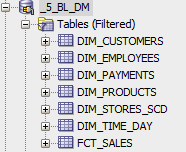 _5_BL_DM
Tables (Filtered)
DIM_CUSTOMERS
DIM_EMPLOYEES
DIM_PAYMENTS
DIM_PRODUCTS
DIM_STORES_SCD
DIM_TIME_DAY
FCT_SALES